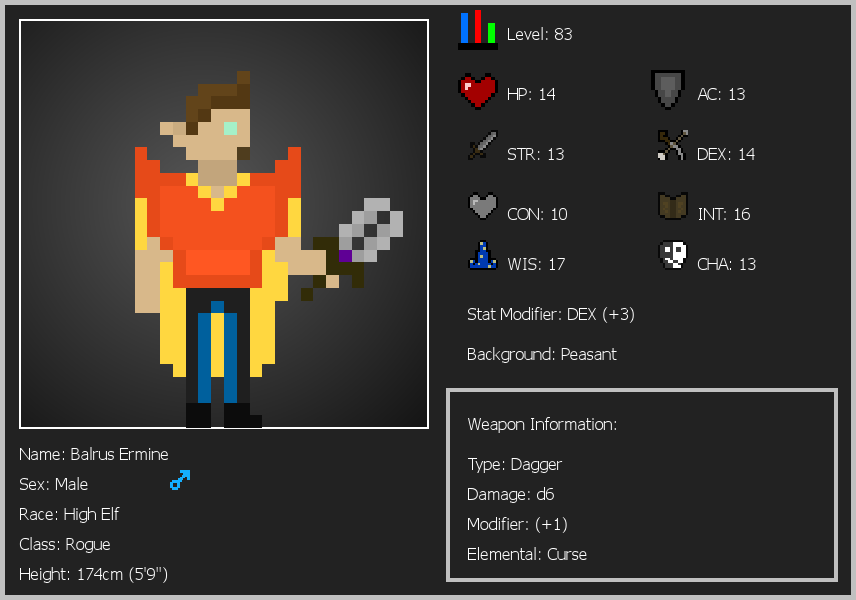 Level: 83
HP: 14
AC: 13
STR: 13
DEX: 14
CON: 10
INT: 16
WIS: 17
CHA: 13
Stat Modifier: DEX (+3)
Background: Peasant
Weapon Information:
Type: Dagger
Damage: d6
Modifier: (+1)
Elemental: Curse
Name: Balrus Ermine
Sex: Male
Race: High Elf
Class: Rogue
Height: 174cm (5'9")